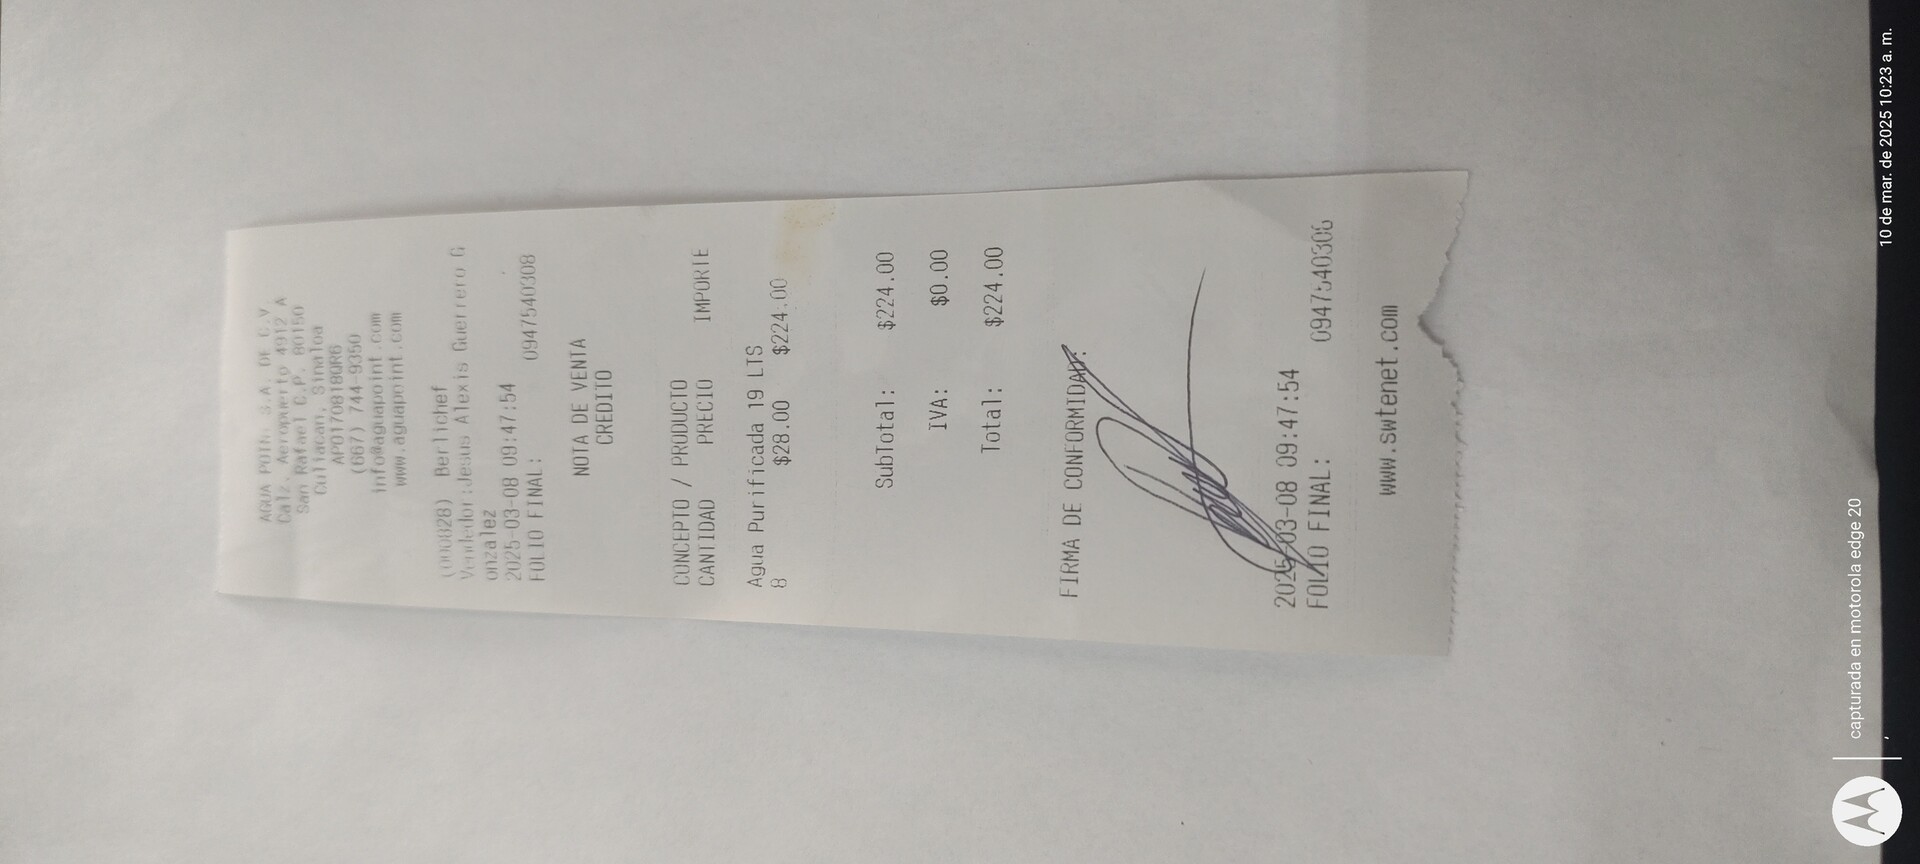 AGUA POIN S.A. DE C.V.
Calz. Aeropuerto 4912 A
San Rafael C.P. 80150
Culiacan, Sinaloa
APO170818QR6
(667) 744-9350
info@aguapoint.com
www.aguapoint.com
(000828) Berlichef
Vendedor:Jesus Alexis Guerrero G
onzalez
2025-03-08 09:47:54
FOLIO FINAL: 0947540308
NOTA DE VENTA
CREDITO
CONCEPTO / PRODUCTO
CANTIDAD PRECIO IMPORTE
Agua Purificada 19 LTS
8 $28.00 $224.00
SubTotal: $224.00
IVA: $0.00
Total: $224.00
FIRMA DE CONFORMIDAD:
2025-03-08 09:47:54
FOLIO FINAL: 0947540308
www.swtenet.com
capturada en motorola edge 20
10 de mar. de 2025 10:23 a. m.